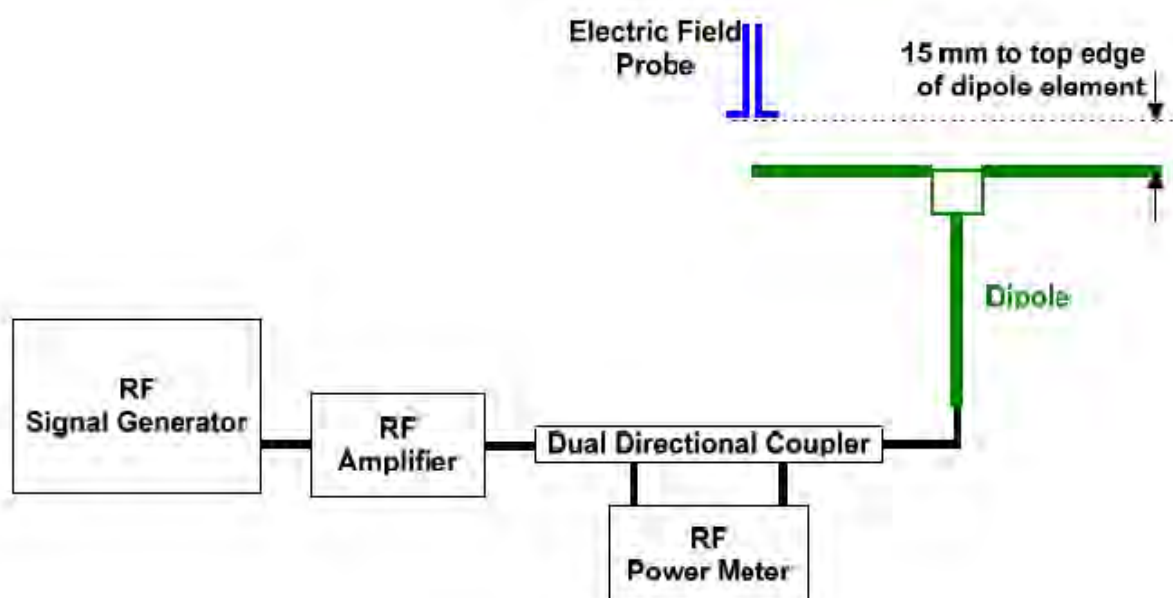 Electric Field
Probe
15 mm to top edge
of dipole element
Dipole
RF
Signal Generator
RF
Amplifier
Dual Directional Coupler
RF
Power Meter